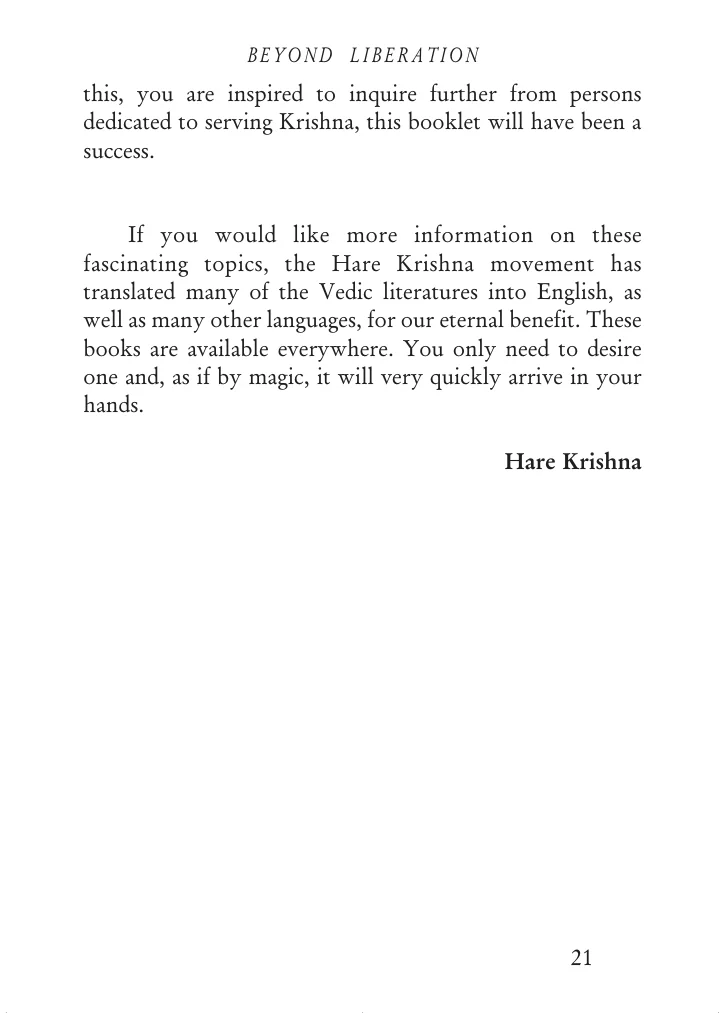 BEYOND LIBERATION
this, you are inspired to inquire further from persons
dedicated to serving Krishna, this booklet will have been a
success.
If you would like more information on these
fascinating topics, the Hare Krishna movement has
translated many of the Vedic literatures into English, as
well as many other languages, for our eternal benefit. These
books are available everywhere. You only need to desire
one and, as if by magic, it will very quickly arrive in your
hands.
Hare Krishna
21